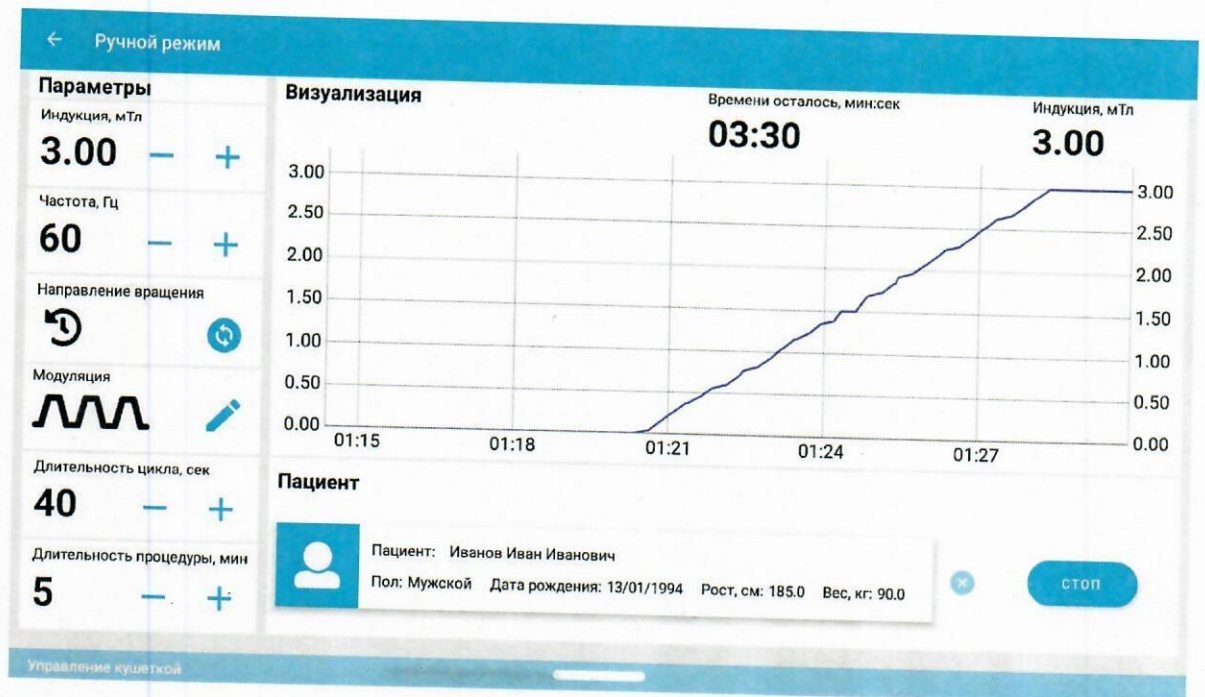 Ручной режим
Параметры
Индукция, мТл
3.00
Частота, Гц
60
Направление вращения
Модуляция
Длительность цикла, сек
40
Длительность процедуры, мин
5
Визуализация
Времени осталось, мин:сек
03:30
Индукция, мТл
3.00
3.00 3.00
2.50 2.50
2.00 2.00
1.50 1.50
1.00 1.00
0.50 0.50
0.00 0.00
01:15 01:18 01:21 01:24 01:27
Пациент
Пациент: Иванов Иван Иванович
Пол: Мужской Дата рождения: 13/01/1994 Рост, см: 185.0 Вес, кг: 90.0
СТОП
Управление кушеткой